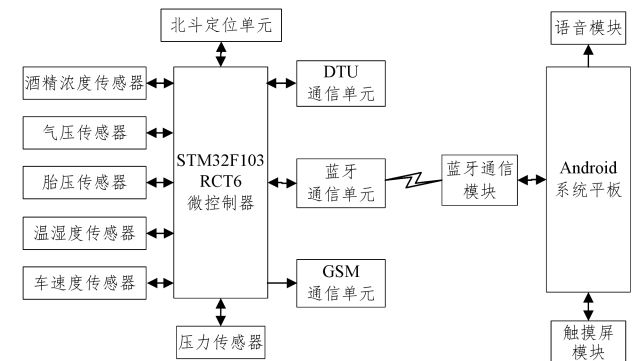 北斗定位单元
语音模块
酒精浓度传感器
气压传感器
胎压传感器
温湿度传感器
车速度传感器
STM32F103
RCT6
微控制器
DTU
通信单元
蓝牙
通信单元
GSM
通信单元
蓝牙通信
模块
Android
系统平板
压力传感器
触摸屏
模块